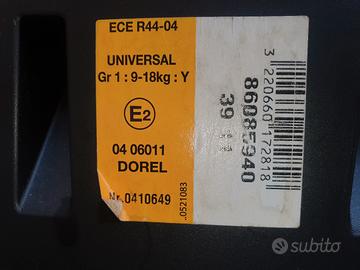 ECE R44-04
UNIVERSAL
Gr 1 : 9-18kg : Y
E2
04 06011
DOREL
Nr.0410649
.0521083
86085940
39
3 220660 172818
subito